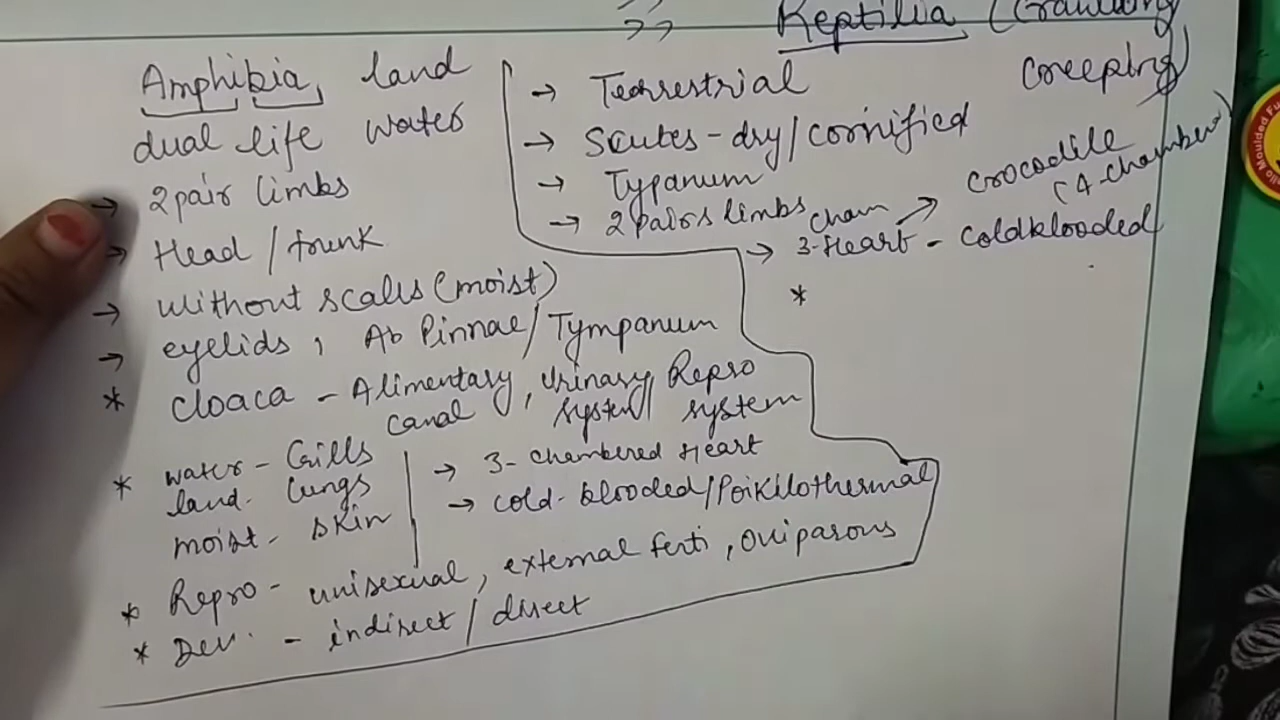 Reptilia (Crawling
creeping)
Amphibia, land
dual life water
→ 2 pair limbs
→ Head / trunk
→ without scales (moist)
→ eyelids, Ab Pinnae / Tympanum
* Cloaca - Alimentary canal, urinary system, Repro system
* water - Gills
land - Lungs
moist - skin
→ 3-chambered Heart
→ cold-blooded/Poikilothermal
* Repro - unisexual, external ferti, oviparous
* Dev. - indirect / direct
→ Terrestrial
→ Scutes - dry/cornified
→ Typanum
→ 2 pairs limbs
→ 3-cham Heart - coldblooded
→ crocodile
(4-chamber)
*